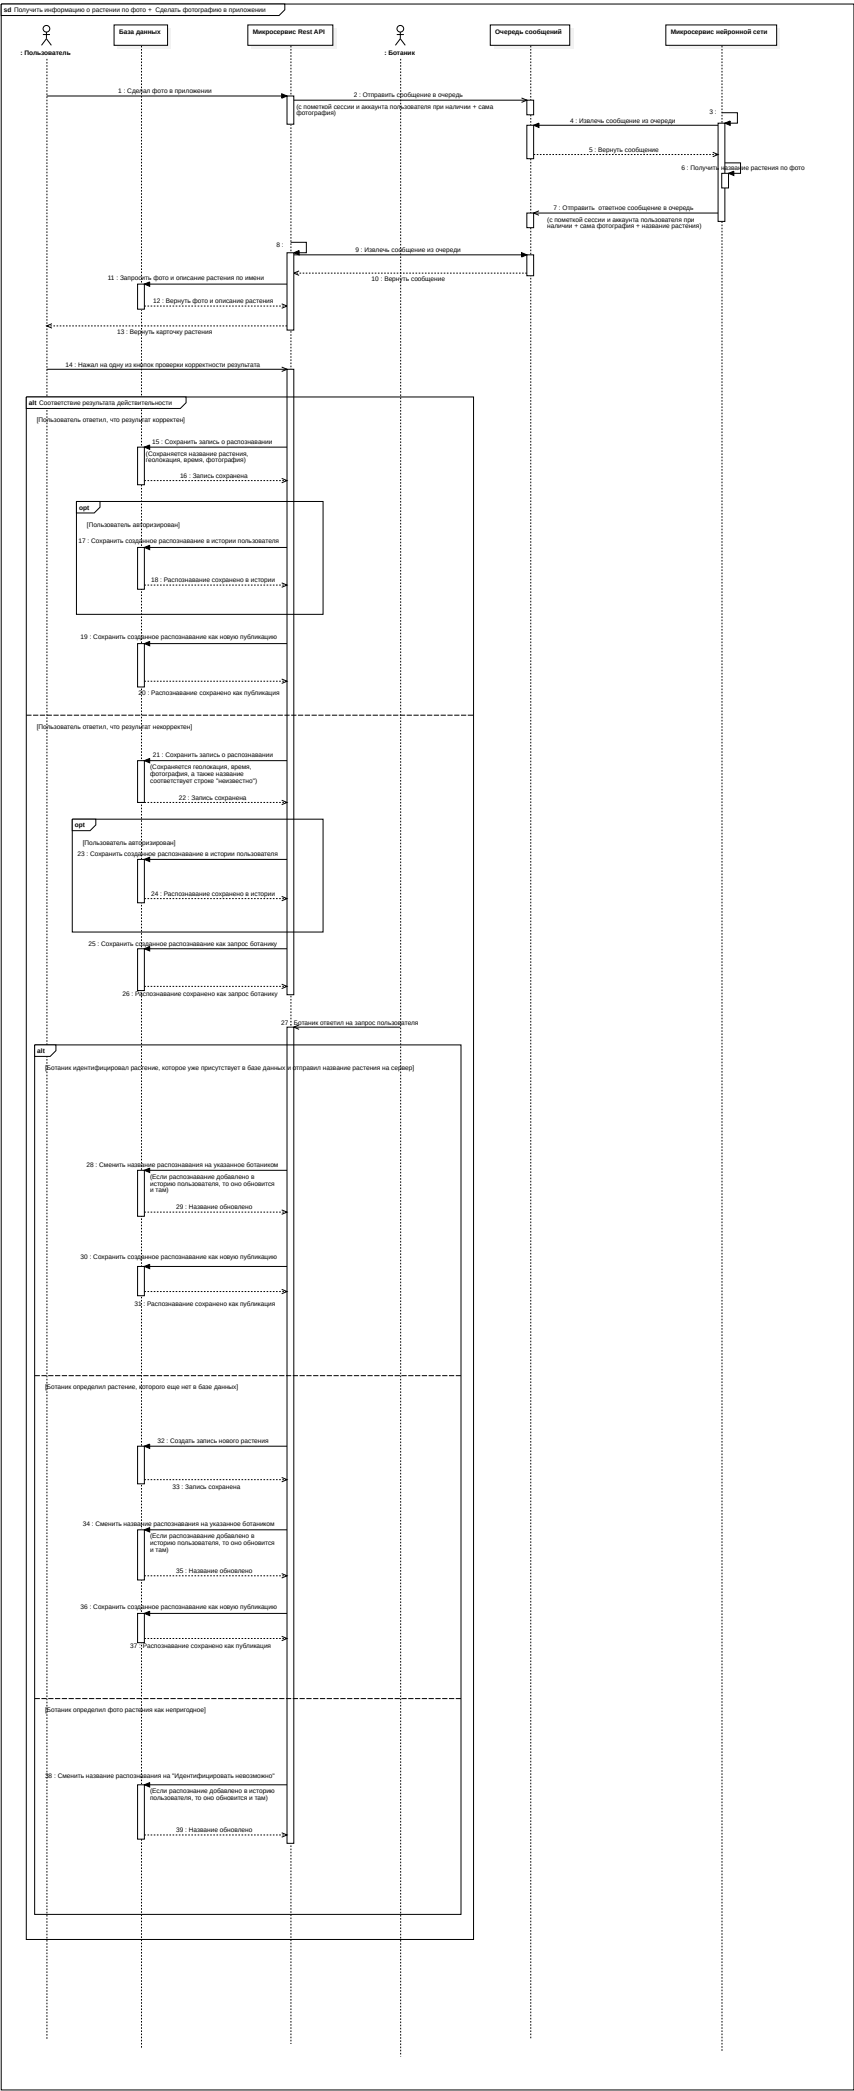 sd Получить информацию о растении по фото + Сделать фотографию в приложении
: Пользователь
База данных
Микросервис Rest API
: Ботаник
Очередь сообщений
Микросервис нейронной сети
1 : Сделал фото в приложении
2 : Отправить сообщение в очередь
(с пометкой сессии и аккаунта пользователя при наличии + сама
фотография)
3 :
4 : Извлечь сообщение из очереди
5 : Вернуть сообщение
6 : Получить название растения по фото
7 : Отправить ответное сообщение в очередь
(с пометкой сессии и аккаунта пользователя при
наличии + сама фотография + название растения)
8 :
9 : Извлечь сообщение из очереди
10 : Вернуть сообщение
11 : Запросить фото и описание растения по имени
12 : Вернуть фото и описание растения
13 : Вернуть карточку растения
14 : Нажал на одну из кнопок проверки корректности результата
alt Соответствие результата действительности
[Пользователь ответил, что результат корректен]
15 : Сохранить запись о распознавании
(Сохраняется название растения,
геолокация, время, фотография)
16 : Запись сохранена
opt
[Пользователь авторизирован]
17 : Сохранить созданное распознавание в истории пользователя
18 : Распознавание сохранено в истории
19 : Сохранить созданное распознавание как новую публикацию
20 : Распознавание сохранено как публикация
[Пользователь ответил, что результат некорректен]
21 : Сохранить запись о распознавании
(Сохраняется геолокация, время,
фотография, а также название
соответствует строке "неизвестно")
22 : Запись сохранена
opt
[Пользователь авторизирован]
23 : Сохранить созданное распознавание в истории пользователя
24 : Распознавание сохранено в истории
25 : Сохранить созданное распознавание как запрос ботанику
26 : Распознавание сохранено как запрос ботанику
27 : Ботаник ответил на запрос пользователя
alt
[Ботаник идентифицировал растение, которое уже присутствует в базе данных и отправил название растения на сервер]
28 : Сменить название распознавания на указанное ботаником
(Если распознавание добавлено в
историю пользователя, то оно обновится
и там)
29 : Название обновлено
30 : Сохранить созданное распознавание как новую публикацию
31 : Распознавание сохранено как публикация
[Ботаник определил растение, которого еще нет в базе данных]
32 : Создать запись нового растения
33 : Запись сохранена
34 : Сменить название распознавания на указанное ботаником
(Если распознавание добавлено в
историю пользователя, то оно обновится
и там)
35 : Название обновлено
36 : Сохранить созданное распознавание как новую публикацию
37 : Распознавание сохранено как публикация
[Ботаник определил фото растения как непригодное]
38 : Сменить название распознавания на "Идентифицировать невозможно"
(Если распознание добавлено в историю
пользователя, то оно обновится и там)
39 : Название обновлено